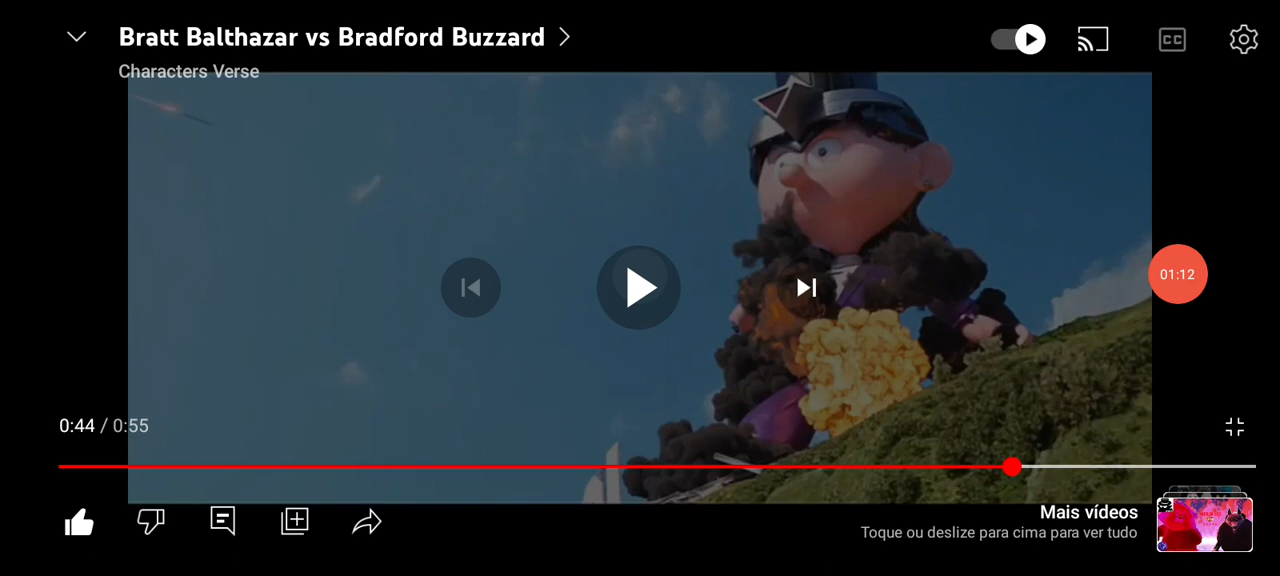 Bratt Balthazar vs Bradford Buzzard
Characters Verse
CC
01:12
0:44 / 0:55
Mais vídeos
Toque ou deslize para cima para ver tudo